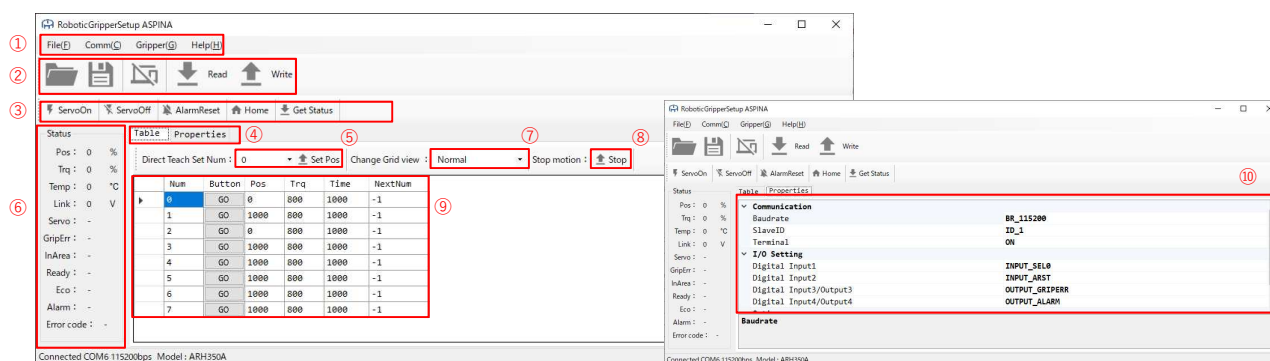 RoboticGripperSetup ASPINA
① File(F) Comm(C) Gripper(G) Help(H)
② Read Write
③ ServoOn ServoOff AlarmReset Home Get Status
Status Table Properties ④ ⑤ ⑦ ⑧
Direct Teach Set Num : 0 Set Pos Change Grid view : Normal Stop motion : Stop
⑥ ⑨
Pos : 0 %
Trq : 0 %
Temp : 0 °C
Link : 0 V
Servo : -
GripErr : -
InArea : -
Ready : -
Eco : -
Alarm : -
Error code : -
Num Button Pos Trq Time NextNum
0 GO 0 800 1000 -1
1 GO 1000 800 1000 -1
2 GO 0 800 1000 -1
3 GO 1000 800 1000 -1
4 GO 1000 800 1000 -1
5 GO 1000 800 1000 -1
6 GO 1000 800 1000 -1
7 GO 1000 800 1000 -1
Connected COM6 115200bps Model : ARH350A
RoboticGripperSetup ASPINA
File(F) Comm(C) Gripper(G) Help(H)
Read Write
ServoOn ServoOff AlarmReset Home Get Status
Status Table Properties ⑩
Pos : 0 %
Trq : 0 %
Temp : 0 °C
Link : 0 V
Servo : -
GripErr : -
InArea : -
Ready : -
Eco : -
Alarm : -
Error code : -
Communication
Baudrate BR_115200
SlaveID ID_1
Terminal ON
I/O Setting
Digital Input1 INPUT_SEL0
Digital Input2 INPUT_ARST
Digital Input3/Output3 OUTPUT_GRIPERR
Digital Input4/Output4 OUTPUT_ALARM
Baudrate
Connected COM6 115200bps Model : ARH350A